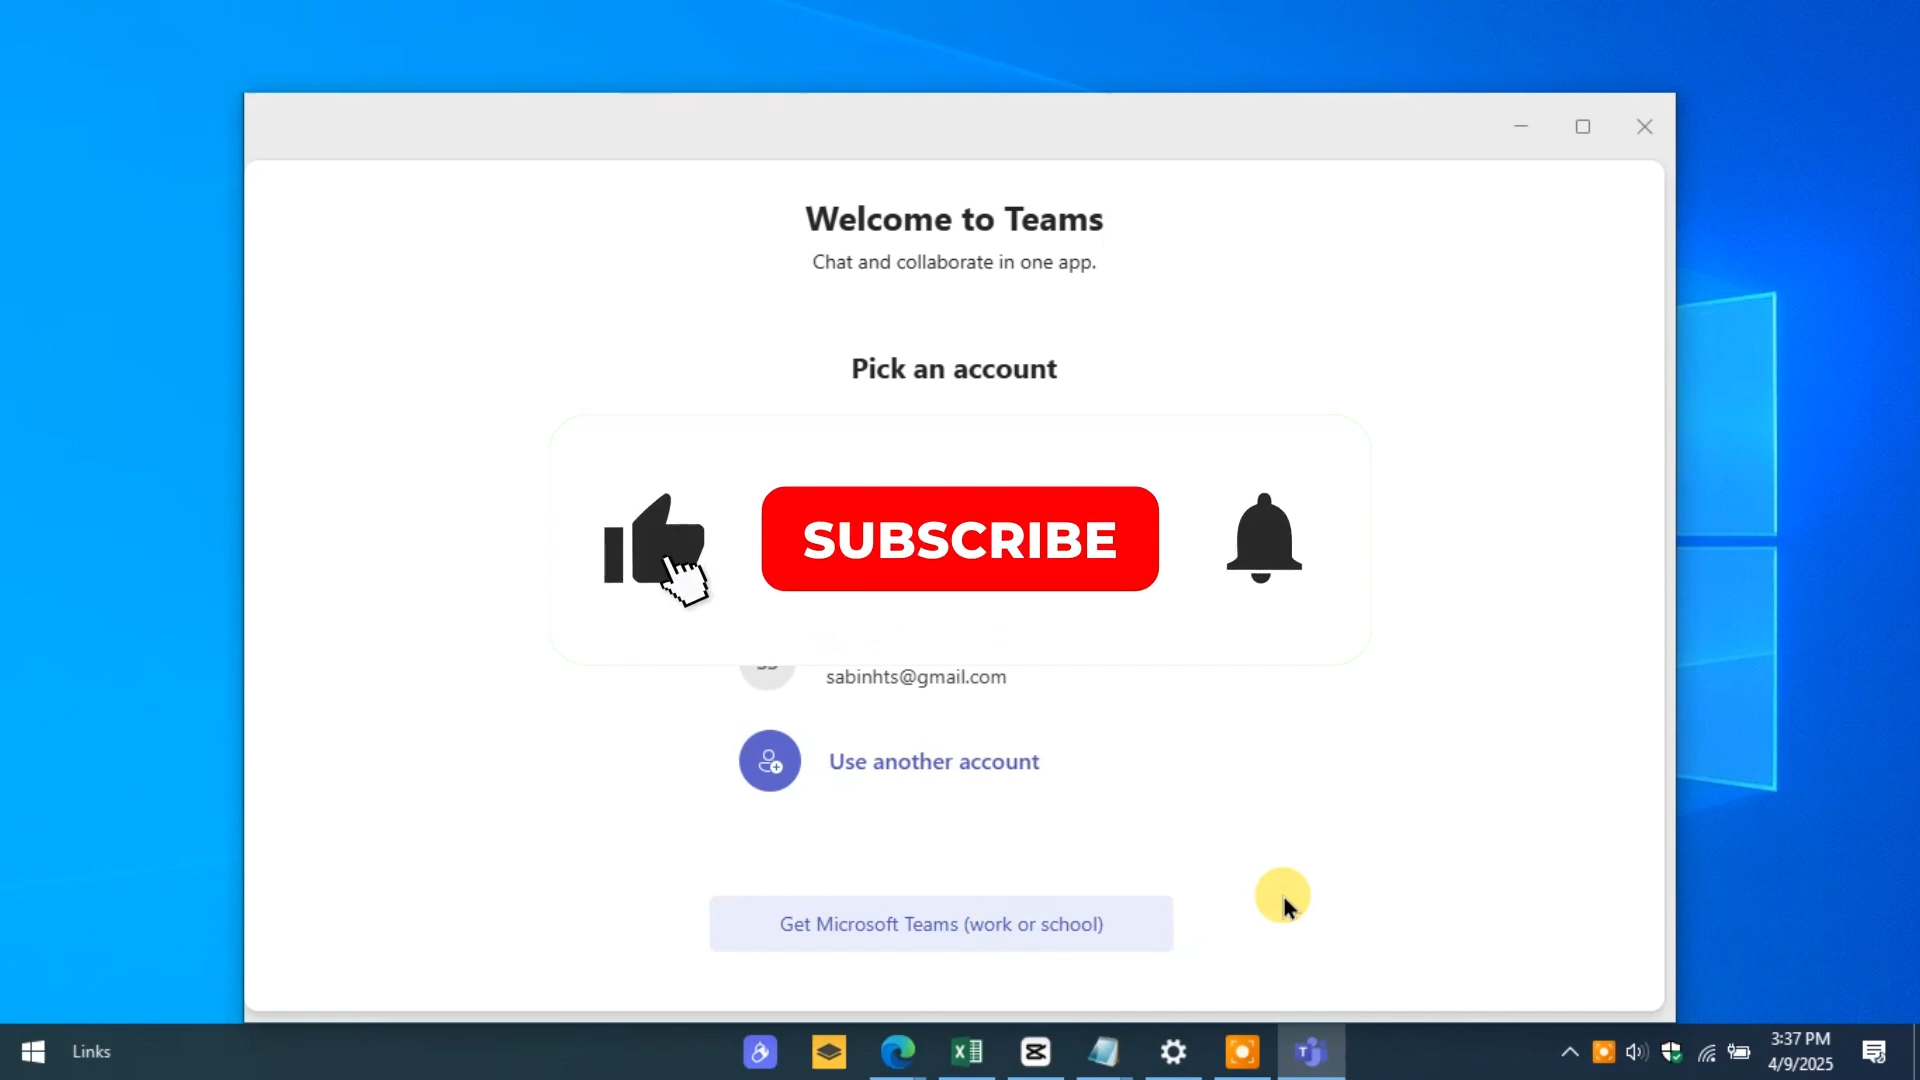 Welcome to Teams
Chat and collaborate in one app.
Pick an account
SUBSCRIBE
sabinhts@gmail.com
Use another account
Get Microsoft Teams (work or school)
Links
3:37 PM
4/9/2025